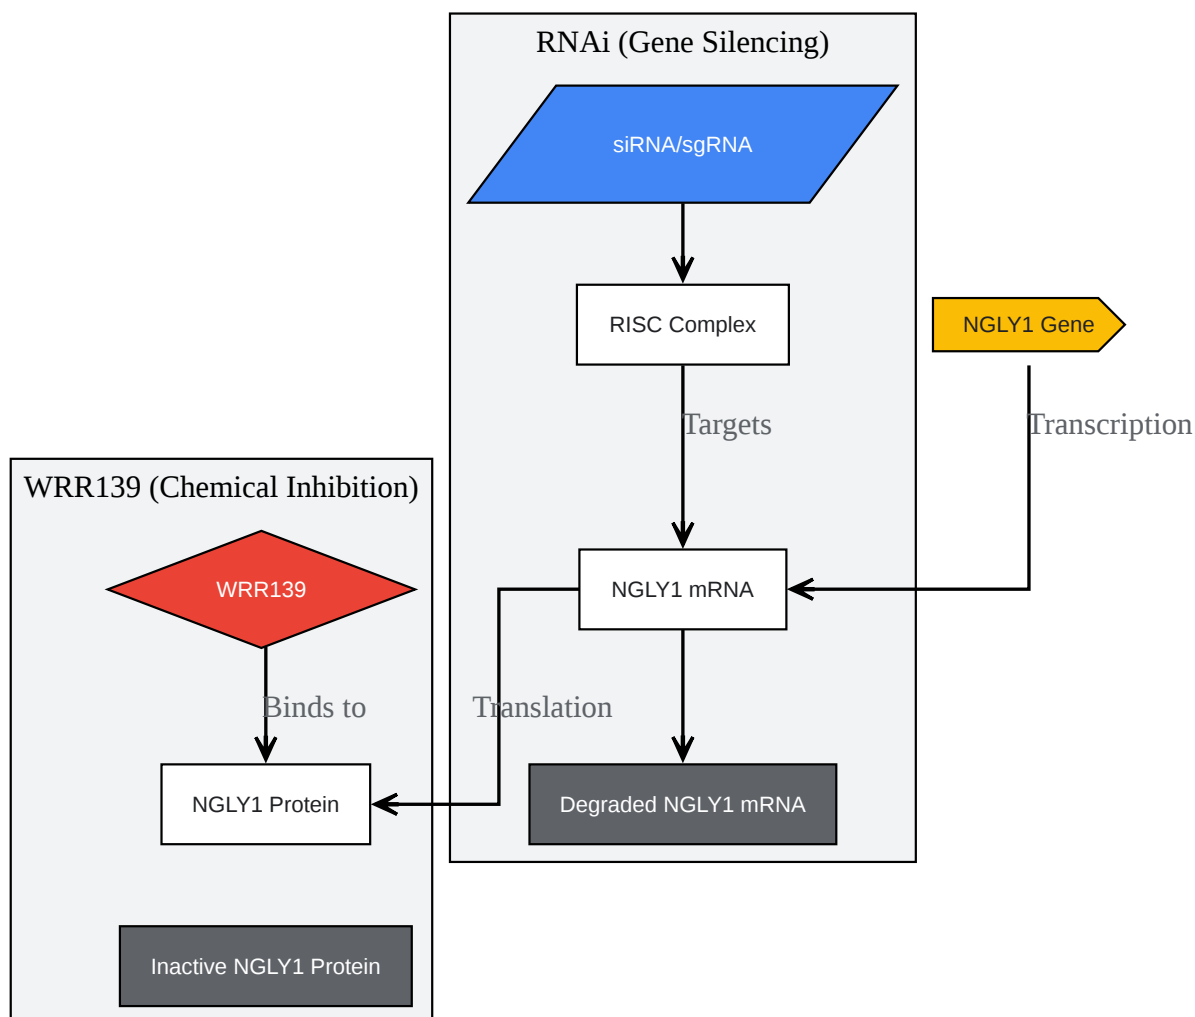 RNAi (Gene Silencing)
siRNA/sgRNA
RISC Complex
NGLY1 Gene
Targets
Transcription
WRR139 (Chemical Inhibition)
WRR139
NGLY1 mRNA
Binds to
Translation
NGLY1 Protein
Degraded NGLY1 mRNA
Inactive NGLY1 Protein